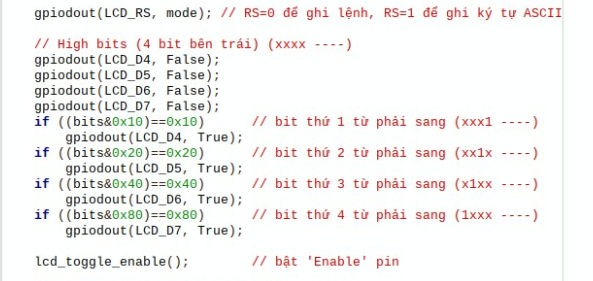 gpiodout(LCD_RS, mode); // RS=0 để ghi lệnh, RS=1 để ghi ký tự ASCII
// High bits (4 bit bên trái) (xxxx ----)
gpiodout(LCD_D4, False);
gpiodout(LCD_D5, False);
gpiodout(LCD_D6, False);
gpiodout(LCD_D7, False);
if ((bits&0x10)==0x10) // bit thứ 1 từ phải sang (xxx1 ----)
gpiodout(LCD_D4, True);
if ((bits&0x20)==0x20) // bit thứ 2 từ phải sang (xx1x ----)
gpiodout(LCD_D5, True);
if ((bits&0x40)==0x40) // bit thứ 3 từ phải sang (x1xx ----)
gpiodout(LCD_D6, True);
if ((bits&0x80)==0x80) // bit thứ 4 từ phải sang (1xxx ----)
gpiodout(LCD_D7, True);
lcd_toggle_enable(); // bật 'Enable' pin